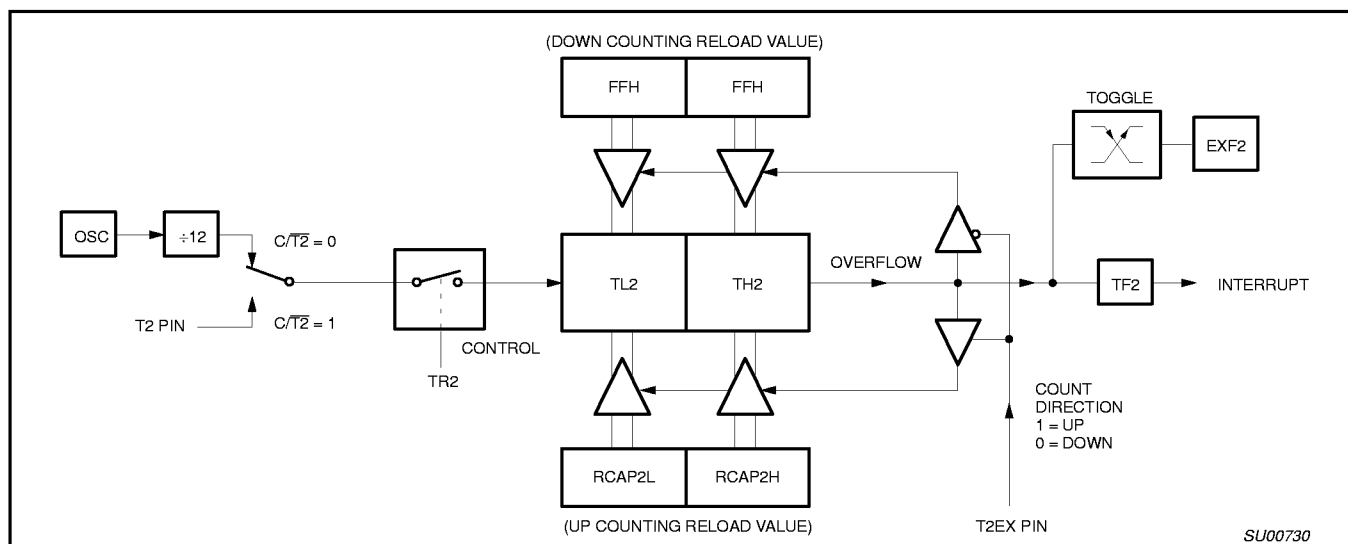 (DOWN COUNTING RELOAD VALUE)
FFH
FFH
TOGGLE
EXF2
OSC
÷12
C/T2̅ = 0
TL2
TH2
OVERFLOW
TF2
INTERRUPT
T2 PIN
C/T2̅ = 1
CONTROL
TR2
COUNT
DIRECTION
1 = UP
0 = DOWN
RCAP2L
RCAP2H
(UP COUNTING RELOAD VALUE)
T2EX PIN
SU00730